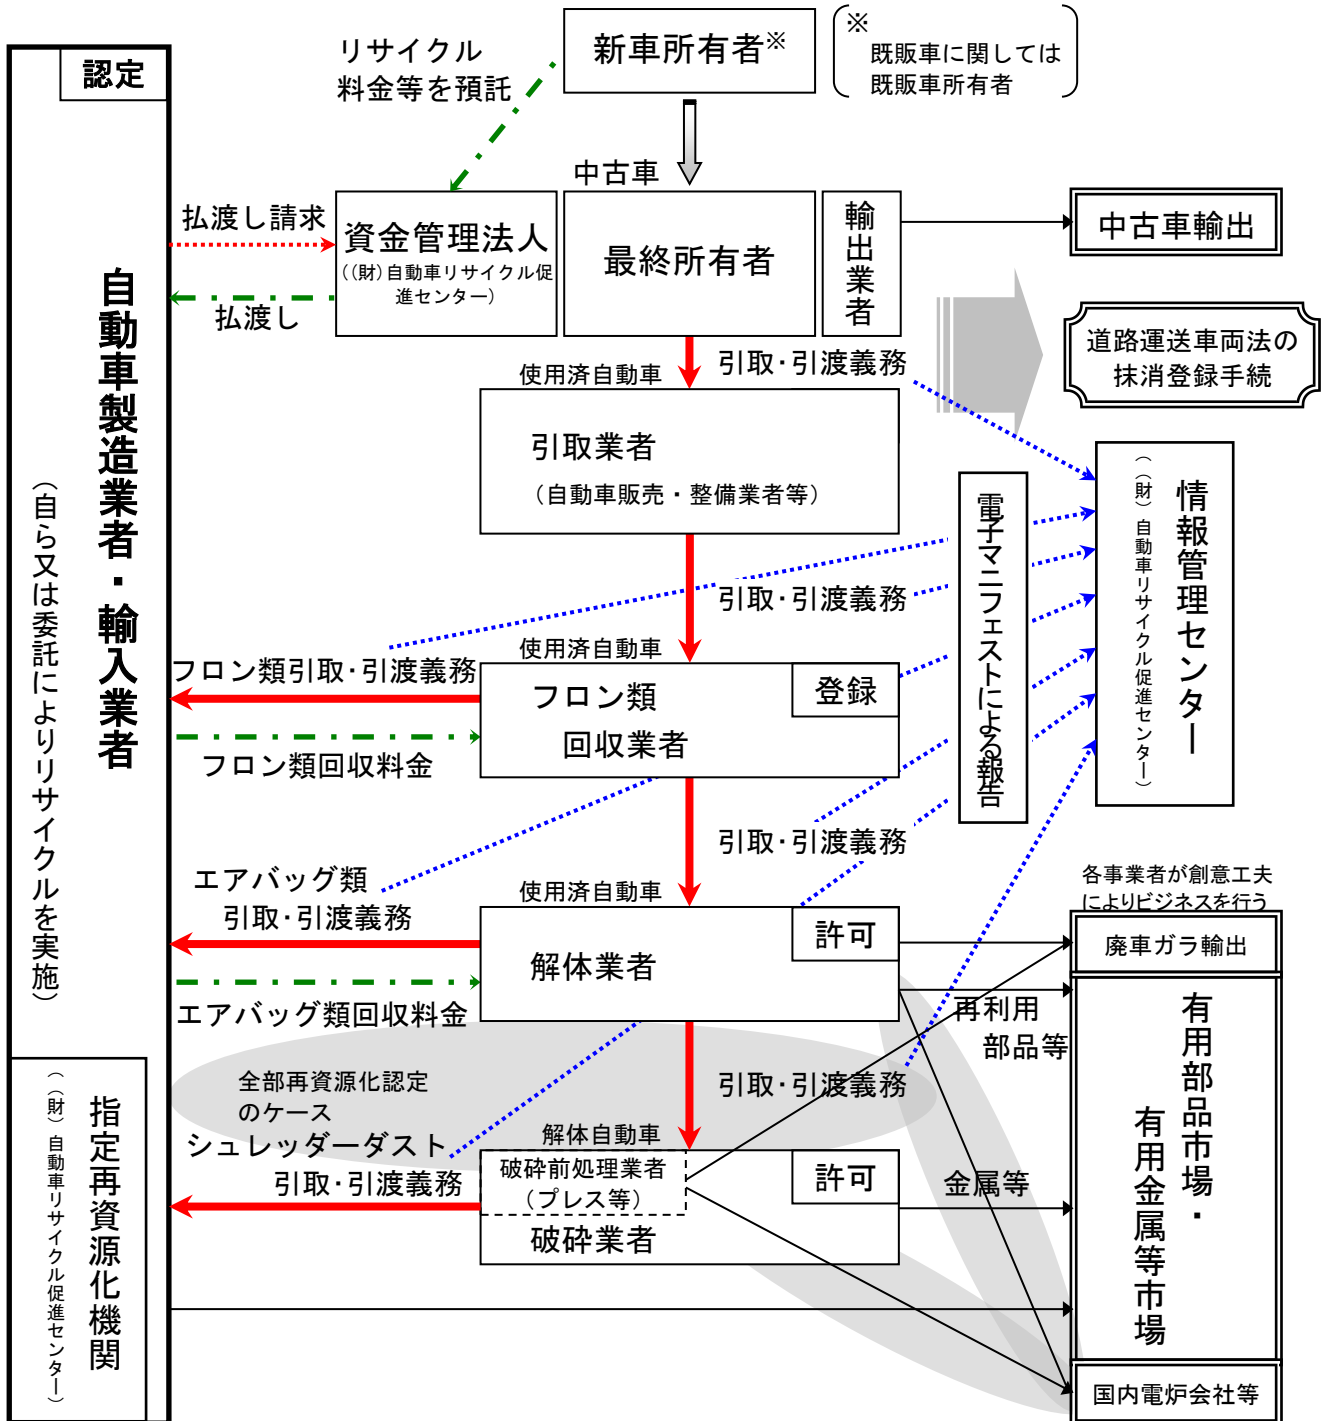 認定
リサイクル
料金等を預託
新車所有者※
※
既販車に関しては
既販車所有者
中古車
払渡し請求
払渡し
資金管理法人
((財)自動車リサイクル促
進センター)
最終所有者
輸出業者
中古車輸出
道路運送車両法の
抹消登録手続
自動車製造業者・輸入業者
(自ら又は委託によりリサイクルを実施)
使用済自動車
引取・引渡義務
引取業者
(自動車販売・整備業者等)
電子マニフェストによる報告
情報管理センター
((財)自動車リサイクル促進センター)
引取・引渡義務
使用済自動車
フロン類引取・引渡義務
フロン類
回収業者
登録
フロン類回収料金
引取・引渡義務
エアバッグ類
引取・引渡義務
使用済自動車
解体業者
許可
エアバッグ類回収料金
各事業者が創意工夫
によりビジネスを行う
廃車ガラ輸出
再利用
部品等
有用部品市場・
有用金属等市場
全部再資源化認定
のケース
引取・引渡義務
シュレッダーダスト
引取・引渡義務
解体自動車
破砕前処理業者
(プレス等)
破砕業者
許可
金属等
指定再資源化機関
((財)自動車リサイクル促進センター)
国内電炉会社等